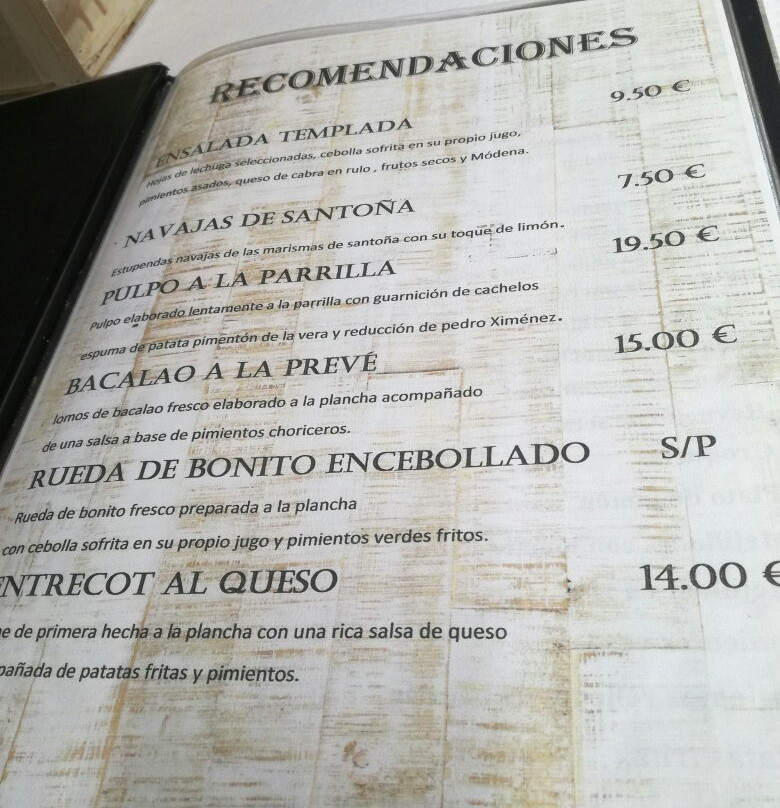 RECOMENDACIONES
ENSALADA TEMPLADA 9.50 €
Hojas de lechuga seleccionadas, cebolla sofrita en su propio jugo,
pimientos asados, queso de cabra en rulo , frutos secos y Módena.
NAVAJAS DE SANTOÑA 7.50 €
Estupendas navajas de las marismas de santoña con su toque de limón.
PULPO A LA PARRILLA 19.50 €
Pulpo elaborado lentamente a la parrilla con guarnición de cachelos
espuma de patata pimentón de la vera y reducción de pedro Ximénez.
BACALAO A LA PREVÉ 15.00 €
lomos de bacalao fresco elaborado a la plancha acompañado
de una salsa a base de pimientos choriceros.
RUEDA DE BONITO ENCEBOLLADO S/P
Rueda de bonito fresco preparada a la plancha
con cebolla sofrita en su propio jugo y pimientos verdes fritos.
ENTRECOT AL QUESO 14.00 €
e de primera hecha a la plancha con una rica salsa de queso
pañada de patatas fritas y pimientos.